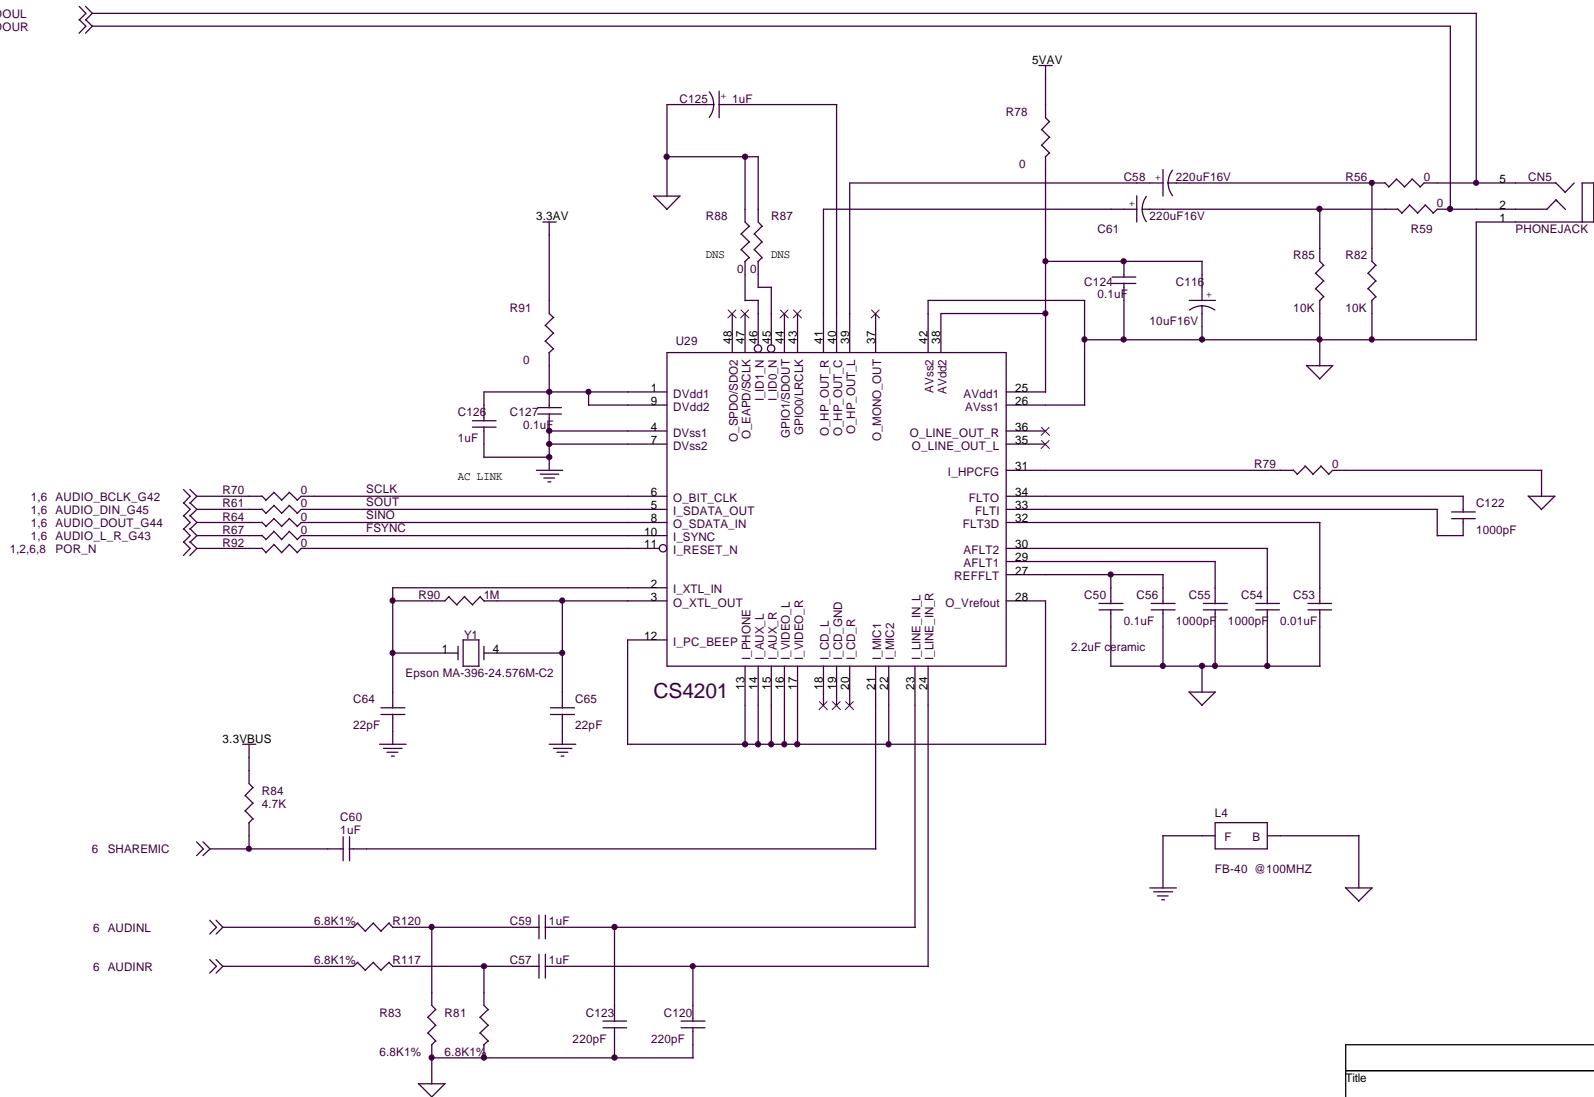 OUL
OUR
5VAV
C125
+
1uF
R78
0
C58
+
220uF16V
R56
0
5
CN5
+
220uF16V
C61
0
R59
2
1
PHONEJACK
3.3AV
R88
R87
DNS
0
0
DNS
R85
R82
10K
10K
C124
0.1uF
C116
+
10uF16V
R91
0
U29
48
47
46
45
44
43
41
40
39
37
42
38
O_SPDO/SDO2
O_EAPD/SCLK
I_ID1_N
I_ID0_N
GPIO1/SDOUT
GPIO0/LRCLK
O_HP_OUT_R
O_HP_OUT_C
O_HP_OUT_L
O_MONO_OUT
AVss2
AVdd2
1
DVdd1
9
DVdd2
4
DVss1
7
DVss2
AVdd1
25
AVss1
26
O_LINE_OUT_R
36
O_LINE_OUT_L
35
I_HPCFG
31
R79
0
C126
1uF
C127
0.1uF
AC LINK
1,6 AUDIO_BCLK_G42
R70
0
SCLK
6
O_BIT_CLK
1,6 AUDIO_DIN_G45
R61
0
SOUT
5
I_SDATA_OUT
1,6 AUDIO_DOUT_G44
R64
0
SINO
8
O_SDATA_IN
1,6 AUDIO_L_R_G43
R67
0
FSYNC
10
I_SYNC
1,2,6,8 POR_N
R92
0
11
I_RESET_N
FLTO
34
FLTI
33
FLT3D
32
C122
1000pF
AFLT2
30
AFLT1
29
REFFLT
27
O_Vrefout
28
C50
2.2uF ceramic
C56
0.1uF
C55
1000pF
C54
1000pF
C53
0.01uF
2
I_XTL_IN
R90
1M
3
O_XTL_OUT
Y1
1
4
Epson MA-396-24.576M-C2
12
I_PC_BEEP
I_PHONE
I_AUX_L
I_AUX_R
I_VIDEO_L
I_VIDEO_R
I_CD_L
I_CD_GND
I_CD_R
I_MIC1
I_MIC2
I_LINE_IN_L
I_LINE_IN_R
13
14
15
16
17
18
19
20
21
22
23
24
CS4201
C64
22pF
C65
22pF
3.3VBUS
R84
4.7K
C60
1uF
6 SHAREMIC
L4
F B
FB-40 @100MHZ
6 AUDINL
6.8K1%
R120
C59
1uF
6 AUDINR
6.8K1%
R117
C57
1uF
R83
6.8K1%
R81
6.8K1%
C123
220pF
C120
220pF
Title